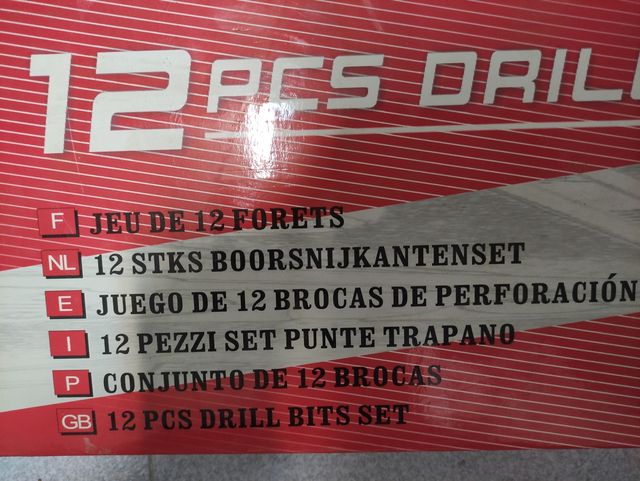 12 PCS DRILL
F JEU DE 12 FORETS
NL 12 STKS BOORSNIJKANTENSET
E JUEGO DE 12 BROCAS DE PERFORACIÓN
I 12 PEZZI SET PUNTE TRAPANO
P CONJUNTO DE 12 BROCAS
GB 12 PCS DRILL BITS SET